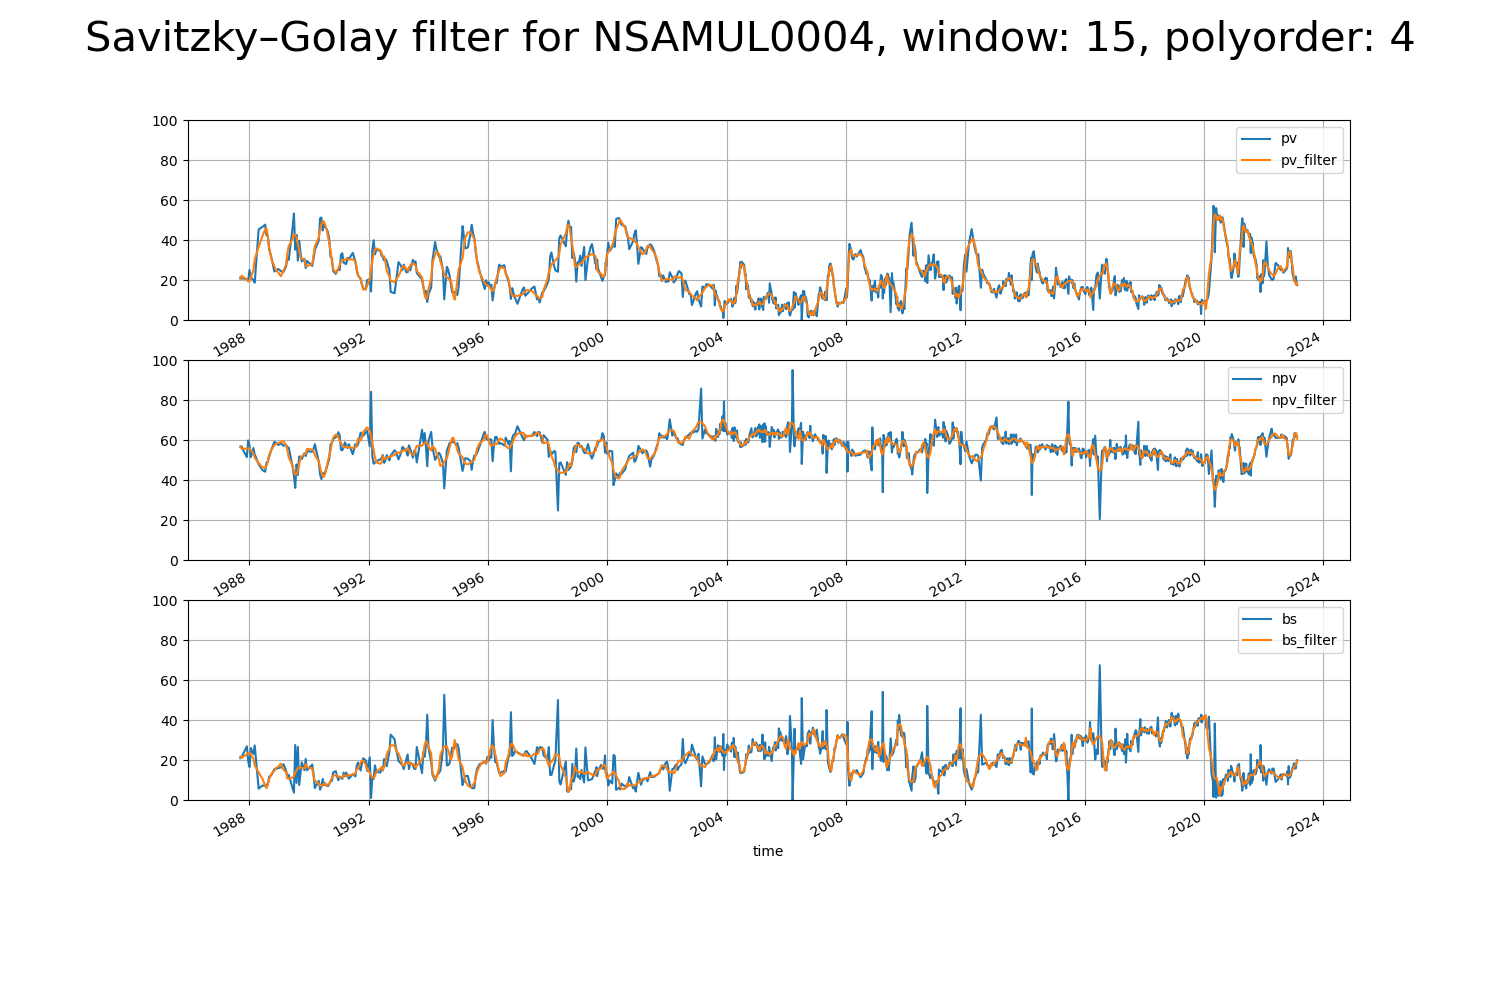 Savitzky–Golay filter for NSAMUL0004, window: 15, polyorder: 4
100
80
60
40
20
0
pv
pv_filter
1988 1992 1996 2000 2004 2008 2012 2016 2020 2024
100
80
60
40
20
0
npv
npv_filter
1988 1992 1996 2000 2004 2008 2012 2016 2020 2024
100
80
60
40
20
0
bs
bs_filter
1988 1992 1996 2000 2004 2008 2012 2016 2020 2024
time